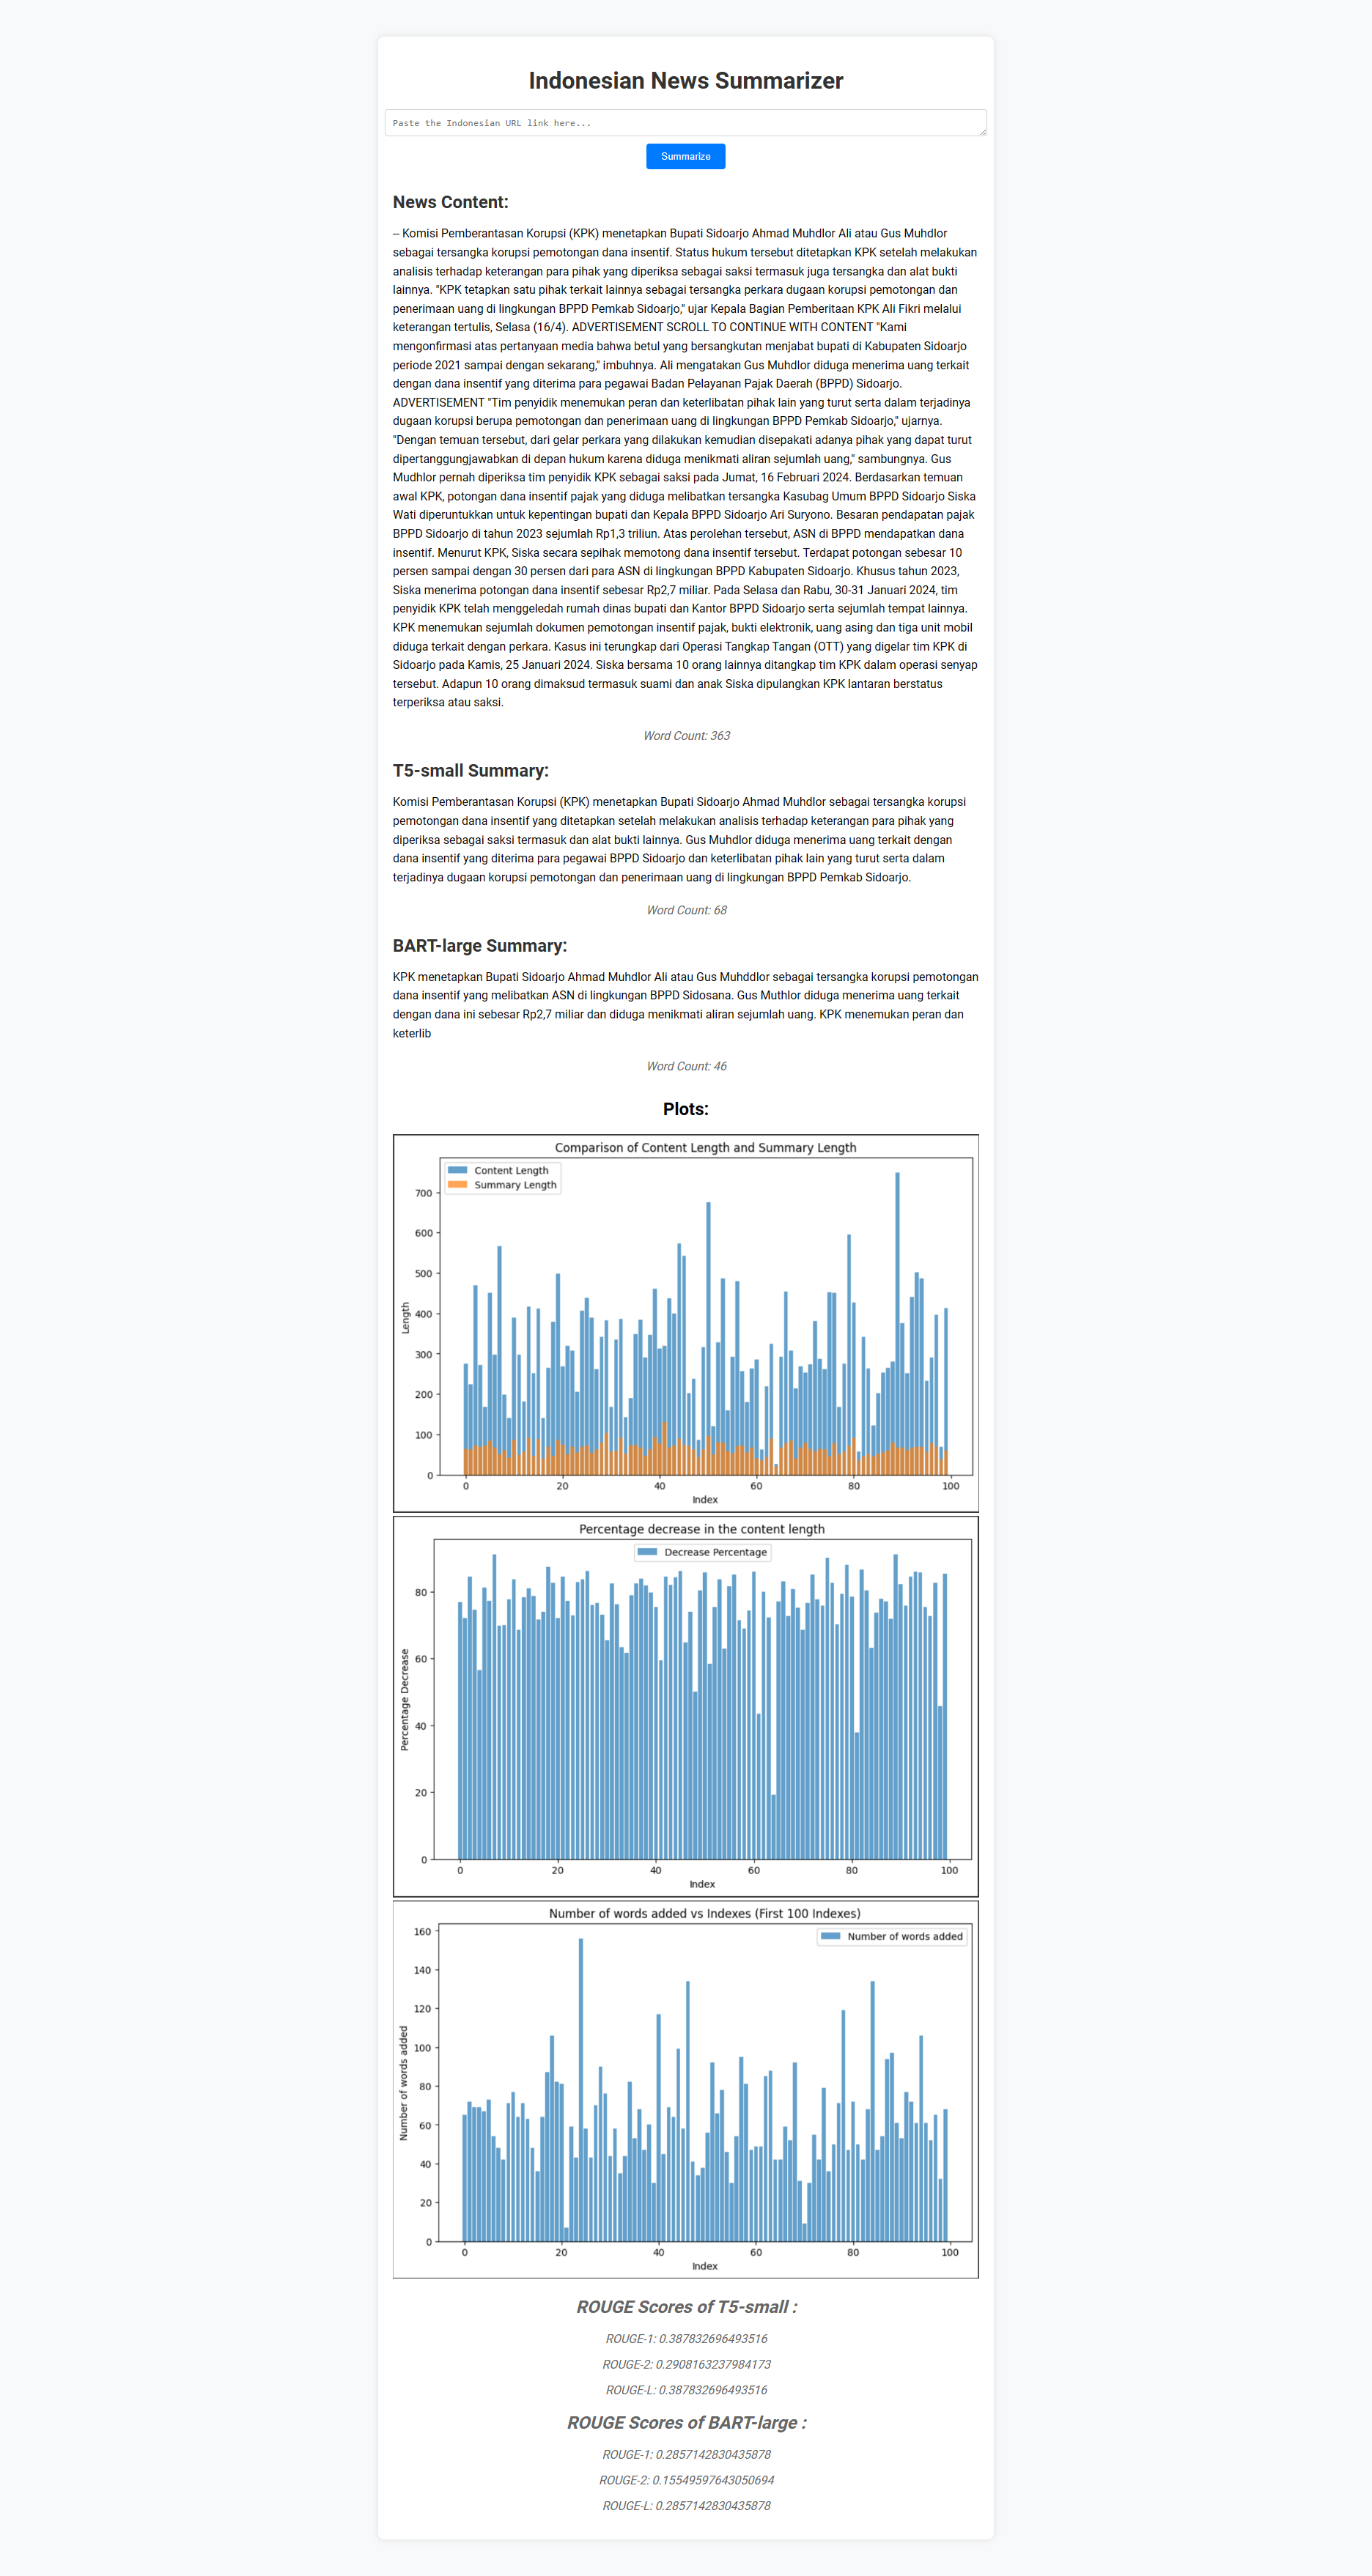 Indonesian News Summarizer
Paste the Indonesian URL link here...
Summarize
News Content:
-- Komisi Pemberantasan Korupsi (KPK) menetapkan Bupati Sidoarjo Ahmad Muhdlor Ali atau Gus Muhdlor
sebagai tersangka korupsi pemotongan dana insentif. Status hukum tersebut ditetapkan KPK setelah melakukan
analisis terhadap keterangan para pihak yang diperiksa sebagai saksi termasuk juga tersangka dan alat bukti
lainnya. "KPK tetapkan satu pihak terkait lainnya sebagai tersangka perkara dugaan korupsi pemotongan dan
penerimaan uang di lingkungan BPPD Pemkab Sidoarjo," ujar Kepala Bagian Pemberitaan KPK Ali Fikri melalui
keterangan tertulis, Selasa (16/4). ADVERTISEMENT SCROLL TO CONTINUE WITH CONTENT "Kami
mengonfirmasi atas pertanyaan media bahwa betul yang bersangkutan menjabat bupati di Kabupaten Sidoarjo
periode 2021 sampai dengan sekarang," imbuhnya. Ali mengatakan Gus Muhdlor diduga menerima uang terkait
dengan dana insentif yang diterima para pegawai Badan Pelayanan Pajak Daerah (BPPD) Sidoarjo.
ADVERTISEMENT "Tim penyidik menemukan peran dan keterlibatan pihak lain yang turut serta dalam terjadinya
dugaan korupsi berupa pemotongan dan penerimaan uang di lingkungan BPPD Pemkab Sidoarjo," ujarnya.
"Dengan temuan tersebut, dari gelar perkara yang dilakukan kemudian disepakati adanya pihak yang dapat turut
dipertanggungjawabkan di depan hukum karena diduga menikmati aliran sejumlah uang," sambungnya. Gus
Mudhlor pernah diperiksa tim penyidik KPK sebagai saksi pada Jumat, 16 Februari 2024. Berdasarkan temuan
awal KPK, potongan dana insentif pajak yang diduga melibatkan tersangka Kasubag Umum BPPD Sidoarjo Siska
Wati diperuntukkan untuk kepentingan bupati dan Kepala BPPD Sidoarjo Ari Suryono. Besaran pendapatan pajak
BPPD Sidoarjo di tahun 2023 sejumlah Rp1,3 triliun. Atas perolehan tersebut, ASN di BPPD mendapatkan dana
insentif. Menurut KPK, Siska secara sepihak memotong dana insentif tersebut. Terdapat potongan sebesar 10
persen sampai dengan 30 persen dari para ASN di lingkungan BPPD Kabupaten Sidoarjo. Khusus tahun 2023,
Siska menerima potongan dana insentif sebesar Rp2,7 miliar. Pada Selasa dan Rabu, 30-31 Januari 2024, tim
penyidik KPK telah menggeledah rumah dinas bupati dan Kantor BPPD Sidoarjo serta sejumlah tempat lainnya.
KPK menemukan sejumlah dokumen pemotongan insentif pajak, bukti elektronik, uang asing dan tiga unit mobil
diduga terkait dengan perkara. Kasus ini terungkap dari Operasi Tangkap Tangan (OTT) yang digelar tim KPK di
Sidoarjo pada Kamis, 25 Januari 2024. Siska bersama 10 orang lainnya ditangkap tim KPK dalam operasi senyap
tersebut. Adapun 10 orang dimaksud termasuk suami dan anak Siska dipulangkan KPK lantaran berstatus
terperiksa atau saksi.
Word Count: 363
T5-small Summary:
Komisi Pemberantasan Korupsi (KPK) menetapkan Bupati Sidoarjo Ahmad Muhdlor sebagai tersangka korupsi
pemotongan dana insentif yang ditetapkan setelah melakukan analisis terhadap keterangan para pihak yang
diperiksa sebagai saksi termasuk dan alat bukti lainnya. Gus Muhdlor diduga menerima uang terkait dengan
dana insentif yang diterima para pegawai BPPD Sidoarjo dan keterlibatan pihak lain yang turut serta dalam
terjadinya dugaan korupsi pemotongan dan penerimaan uang di lingkungan BPPD Pemkab Sidoarjo.
Word Count: 68
BART-large Summary:
KPK menetapkan Bupati Sidoarjo Ahmad Muhdlor Ali atau Gus Muhddlor sebagai tersangka korupsi pemotongan
dana insentif yang melibatkan ASN di lingkungan BPPD Sidosana. Gus Muthlor diduga menerima uang terkait
dengan dana ini sebesar Rp2,7 miliar dan diduga menikmati aliran sejumlah uang. KPK menemukan peran dan
keterlib
Word Count: 46
Plots:
Comparison of Content Length and Summary Length
Content Length
Summary Length
700
600
500
400
300
200
100
0
Length
0 20 40 60 80 100
Index
Percentage decrease in the content length
Decrease Percentage
80
60
40
20
0
Percentage Decrease
0 20 40 60 80 100
Index
Number of words added vs Indexes (First 100 Indexes)
Number of words added
160
140
120
100
80
60
40
20
0
Number of words added
0 20 40 60 80 100
Index
ROUGE Scores of T5-small :
ROUGE-1: 0.387832696493516
ROUGE-2: 0.2908163237984173
ROUGE-L: 0.387832696493516
ROUGE Scores of BART-large :
ROUGE-1: 0.2857142830435878
ROUGE-2: 0.15549597643050694
ROUGE-L: 0.2857142830435878